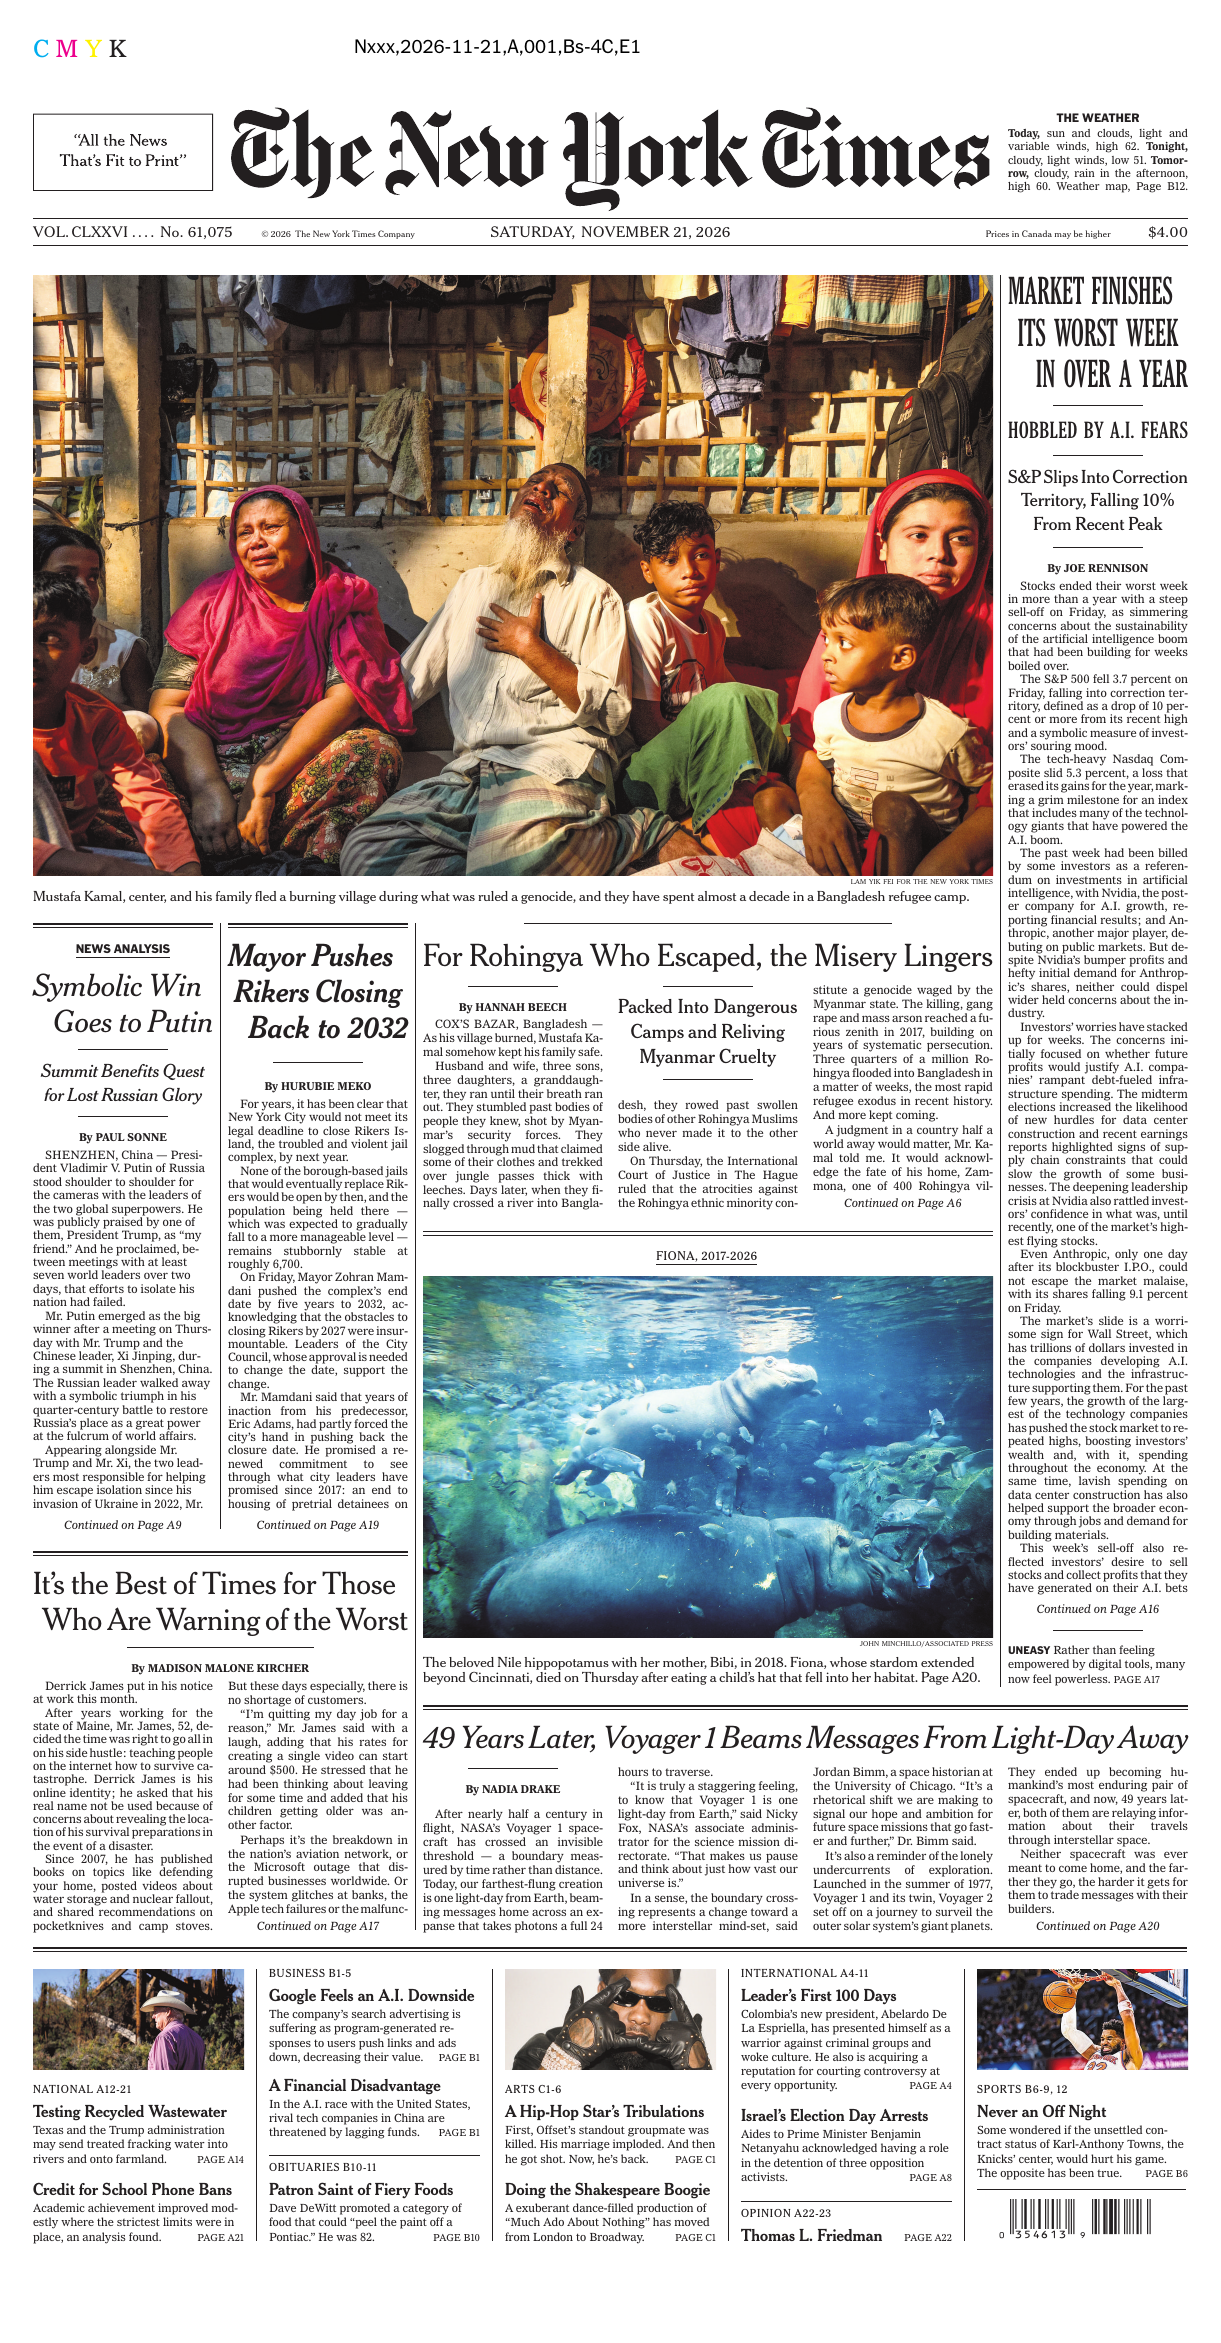 C M Y K
Nxxx,2026-11-21,A,001,Bs-4C,E1
“All the News
That’s Fit to Print”
The New York Times
THE WEATHER
Today, sun and clouds, light and
variable winds, high 62. Tonight,
cloudy, light winds, low 51. Tomor-
row, cloudy, rain in the afternoon,
high 60. Weather map, Page B12.
VOL. CLXXVI .... No. 61,075
© 2026 The New York Times Company
SATURDAY, NOVEMBER 21, 2026
Prices in Canada may be higher
$4.00
LAM YIK FEI FOR THE NEW YORK TIMES
Mustafa Kamal, center, and his family fled a burning village during what was ruled a genocide, and they have spent almost a decade in a Bangladesh refugee camp.
MARKET FINISHES
ITS WORST WEEK
IN OVER A YEAR
HOBBLED BY A.I. FEARS
S&P Slips Into Correction
Territory, Falling 10%
From Recent Peak
By JOE RENNISON
Stocks ended their worst week
in more than a year with a steep
sell-off on Friday, as simmering
concerns about the sustainability
of the artificial intelligence boom
that had been building for weeks
boiled over.
The S&P 500 fell 3.7 percent on
Friday, falling into correction ter-
ritory, defined as a drop of 10 per-
cent or more from its recent high
and a symbolic measure of invest-
ors’ souring mood.
The tech-heavy Nasdaq Com-
posite slid 5.3 percent, a loss that
erased its gains for the year, mark-
ing a grim milestone for an index
that includes many of the technol-
ogy giants that have powered the
A.I. boom.
The past week had been billed
by some investors as a referen-
dum on investments in artificial
intelligence, with Nvidia, the post-
er company for A.I. growth, re-
porting financial results; and An-
thropic, another major player, de-
buting on public markets. But de-
spite Nvidia’s bumper profits and
hefty initial demand for Anthrop-
ic’s shares, neither could dispel
wider held concerns about the in-
dustry.
Investors’ worries have stacked
up for weeks. The concerns ini-
tially focused on whether future
profits would justify A.I. compa-
nies’ rampant debt-fueled infra-
structure spending. The midterm
elections increased the likelihood
of new hurdles for data center
construction and recent earnings
reports highlighted signs of sup-
ply chain constraints that could
slow the growth of some busi-
nesses. The deepening leadership
crisis at Nvidia also rattled invest-
ors’ confidence in what was, until
recently, one of the market’s high-
est flying stocks.
Even Anthropic, only one day
after its blockbuster I.P.O., could
not escape the market malaise,
with its shares falling 9.1 percent
on Friday.
The market’s slide is a worri-
some sign for Wall Street, which
has trillions of dollars invested in
the companies developing A.I.
technologies and the infrastruc-
ture supporting them. For the past
few years, the growth of the larg-
est of the technology companies
has pushed the stock market to re-
peated highs, boosting investors’
wealth and, with it, spending
throughout the economy. At the
same time, lavish spending on
data center construction has also
helped support the broader econ-
omy through jobs and demand for
building materials.
This week’s sell-off also re-
flected investors’ desire to sell
stocks and collect profits that they
have generated on their A.I. bets
Continued on Page A16
UNEASY Rather than feeling
empowered by digital tools, many
now feel powerless. PAGE A17
NEWS ANALYSIS
Symbolic Win
Goes to Putin
Summit Benefits Quest
for Lost Russian Glory
By PAUL SONNE
SHENZHEN, China — Presi-
dent Vladimir V. Putin of Russia
stood shoulder to shoulder for
the cameras with the leaders of
the two global superpowers. He
was publicly praised by one of
them, President Trump, as “my
friend.” And he proclaimed, be-
tween meetings with at least
seven world leaders over two
days, that efforts to isolate his
nation had failed.
Mr. Putin emerged as the big
winner after a meeting on Thurs-
day with Mr. Trump and the
Chinese leader, Xi Jinping, dur-
ing a summit in Shenzhen, China.
The Russian leader walked away
with a symbolic triumph in his
quarter-century battle to restore
Russia’s place as a great power
at the fulcrum of world affairs.
Appearing alongside Mr.
Trump and Mr. Xi, the two lead-
ers most responsible for helping
him escape isolation since his
invasion of Ukraine in 2022, Mr.
Continued on Page A9
Mayor Pushes
Rikers Closing
Back to 2032
By HURUBIE MEKO
For years, it has been clear that
New York City would not meet its
legal deadline to close Rikers Is-
land, the troubled and violent jail
complex, by next year.
None of the borough-based jails
that would eventually replace Rik-
ers would be open by then, and the
population being held there —
which was expected to gradually
fall to a more manageable level —
remains stubbornly stable at
roughly 6,700.
On Friday, Mayor Zohran Mam-
dani pushed the complex’s end
date by five years to 2032, ac-
knowledging that the obstacles to
closing Rikers by 2027 were insur-
mountable. Leaders of the City
Council, whose approval is needed
to change the date, support the
change.
Mr. Mamdani said that years of
inaction from his predecessor,
Eric Adams, had partly forced the
city’s hand in pushing back the
closure date. He promised a re-
newed commitment to see
through what city leaders have
promised since 2017: an end to
housing of pretrial detainees on
Continued on Page A19
For Rohingya Who Escaped, the Misery Lingers
By HANNAH BEECH
COX’S BAZAR, Bangladesh —
As his village burned, Mustafa Ka-
mal somehow kept his family safe.
Husband and wife, three sons,
three daughters, a granddaugh-
ter, they ran until their breath ran
out. They stumbled past bodies of
people they knew, shot by Myan-
mar’s security forces. They
slogged through mud that claimed
some of their clothes and trekked
over jungle passes thick with
leeches. Days later, when they fi-
nally crossed a river into Bangla-
Packed Into Dangerous
Camps and Reliving
Myanmar Cruelty
desh, they rowed past swollen
bodies of other Rohingya Muslims
who never made it to the other
side alive.
On Thursday, the International
Court of Justice in The Hague
ruled that the atrocities against
the Rohingya ethnic minority con-
stitute a genocide waged by the
Myanmar state. The killing, gang
rape and mass arson reached a fu-
rious zenith in 2017, building on
years of systematic persecution.
Three quarters of a million Ro-
hingya flooded into Bangladesh in
a matter of weeks, the most rapid
refugee exodus in recent history.
And more kept coming.
A judgment in a country half a
world away would matter, Mr. Ka-
mal told me. It would acknowl-
edge the fate of his home, Zam-
mona, one of 400 Rohingya vil-
Continued on Page A6
FIONA, 2017-2026
JOHN MINCHILLO/ASSOCIATED PRESS
The beloved Nile hippopotamus with her mother, Bibi, in 2018. Fiona, whose stardom extended
beyond Cincinnati, died on Thursday after eating a child’s hat that fell into her habitat. Page A20.
It’s the Best of Times for Those
Who Are Warning of the Worst
By MADISON MALONE KIRCHER
Derrick James put in his notice
at work this month.
After years working for the
state of Maine, Mr. James, 52, de-
cided the time was right to go all in
on his side hustle: teaching people
on the internet how to survive ca-
tastrophe. Derrick James is his
online identity; he asked that his
real name not be used because of
concerns about revealing the loca-
tion of his survival preparations in
the event of a disaster.
Since 2007, he has published
books on topics like defending
your home, posted videos about
water storage and nuclear fallout,
and shared recommendations on
pocketknives and camp stoves.
But these days especially, there is
no shortage of customers.
“I’m quitting my day job for a
reason,” Mr. James said with a
laugh, adding that his rates for
creating a single video can start
around $500. He stressed that he
had been thinking about leaving
for some time and added that his
children getting older was an-
other factor.
Perhaps it’s the breakdown in
the nation’s aviation network, or
the Microsoft outage that dis-
rupted businesses worldwide. Or
the system glitches at banks, the
Apple tech failures or the malfunc-
Continued on Page A17
49 Years Later, Voyager 1 Beams Messages From Light-Day Away
By NADIA DRAKE
After nearly half a century in
flight, NASA’s Voyager 1 space-
craft has crossed an invisible
threshold — a boundary meas-
ured by time rather than distance.
Today, our farthest-flung creation
is one light-day from Earth, beam-
ing messages home across an ex-
panse that takes photons a full 24
hours to traverse.
“It is truly a staggering feeling,
to know that Voyager 1 is one
light-day from Earth,” said Nicky
Fox, NASA’s associate adminis-
trator for the science mission di-
rectorate. “That makes us pause
and think about just how vast our
universe is.”
In a sense, the boundary cross-
ing represents a change toward a
more interstellar mind-set, said
Jordan Bimm, a space historian at
the University of Chicago. “It’s a
rhetorical shift we are making to
signal our hope and ambition for
future space missions that go fast-
er and further,” Dr. Bimm said.
It’s also a reminder of the lonely
undercurrents of exploration.
Launched in the summer of 1977,
Voyager 1 and its twin, Voyager 2
set off on a journey to surveil the
outer solar system’s giant planets.
They ended up becoming hu-
mankind’s most enduring pair of
spacecraft, and now, 49 years lat-
er, both of them are relaying infor-
mation about their travels
through interstellar space.
Neither spacecraft was ever
meant to come home, and the far-
ther they go, the harder it gets for
them to trade messages with their
builders.
Continued on Page A20
NATIONAL A12-21
Testing Recycled Wastewater
Texas and the Trump administration
may send treated fracking water into
rivers and onto farmland. PAGE A14
Credit for School Phone Bans
Academic achievement improved mod-
estly where the strictest limits were in
place, an analysis found. PAGE A21
BUSINESS B1-5
Google Feels an A.I. Downside
The company’s search advertising is
suffering as program-generated re-
sponses to users push links and ads
down, decreasing their value. PAGE B1
A Financial Disadvantage
In the A.I. race with the United States,
rival tech companies in China are
threatened by lagging funds. PAGE B1
OBITUARIES B10-11
Patron Saint of Fiery Foods
Dave DeWitt promoted a category of
food that could “peel the paint off a
Pontiac.” He was 82. PAGE B10
ARTS C1-6
A Hip-Hop Star’s Tribulations
First, Offset’s standout groupmate was
killed. His marriage imploded. And then
he got shot. Now, he’s back. PAGE C1
Doing the Shakespeare Boogie
A exuberant dance-filled production of
“Much Ado About Nothing” has moved
from London to Broadway. PAGE C1
INTERNATIONAL A4-11
Leader’s First 100 Days
Colombia’s new president, Abelardo De
La Espriella, has presented himself as a
warrior against criminal groups and
woke culture. He also is acquiring a
reputation for courting controversy at
every opportunity. PAGE A4
Israel’s Election Day Arrests
Aides to Prime Minister Benjamin
Netanyahu acknowledged having a role
in the detention of three opposition
activists. PAGE A8
OPINION A22-23
Thomas L. Friedman PAGE A22
SPORTS B6-9, 12
Never an Off Night
Some wondered if the unsettled con-
tract status of Karl-Anthony Towns, the
Knicks’ center, would hurt his game.
The opposite has been true. PAGE B6
0 354613 9